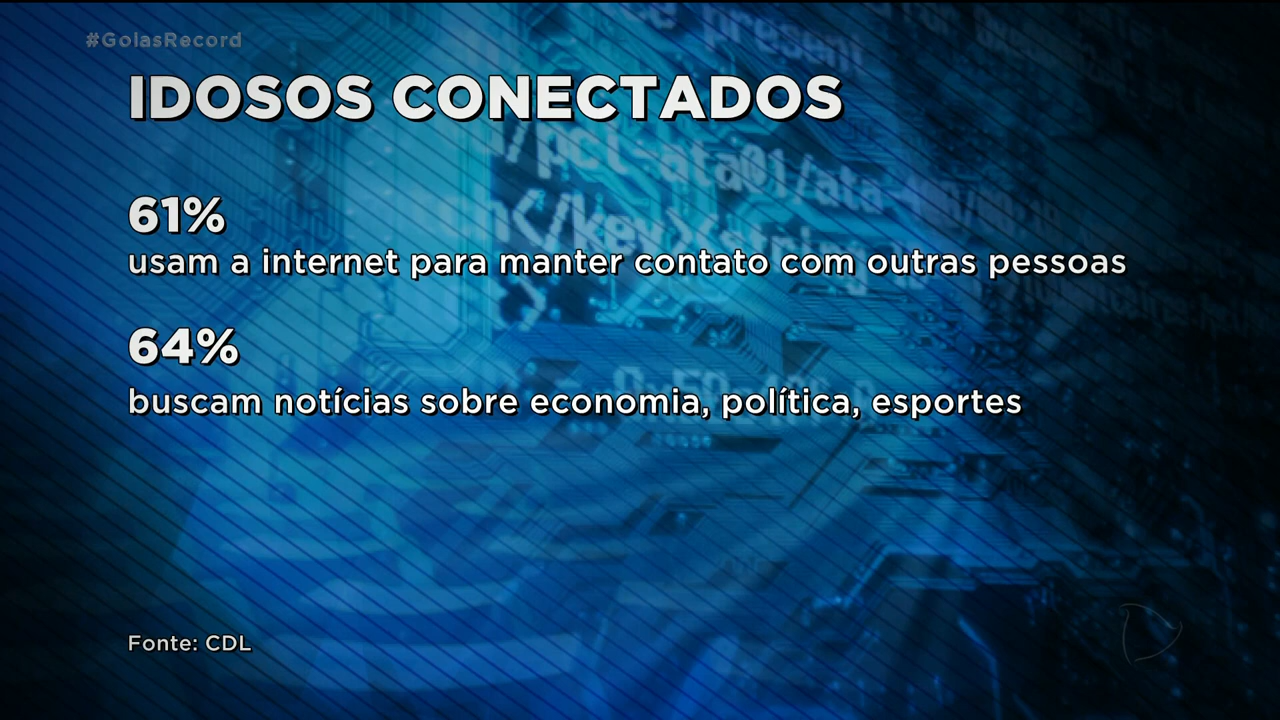 #GoiasRecord
IDOSOS CONECTADOS
61%
usam a internet para manter contato com outras pessoas
64%
buscam notícias sobre economia, política, esportes
Fonte: CDL